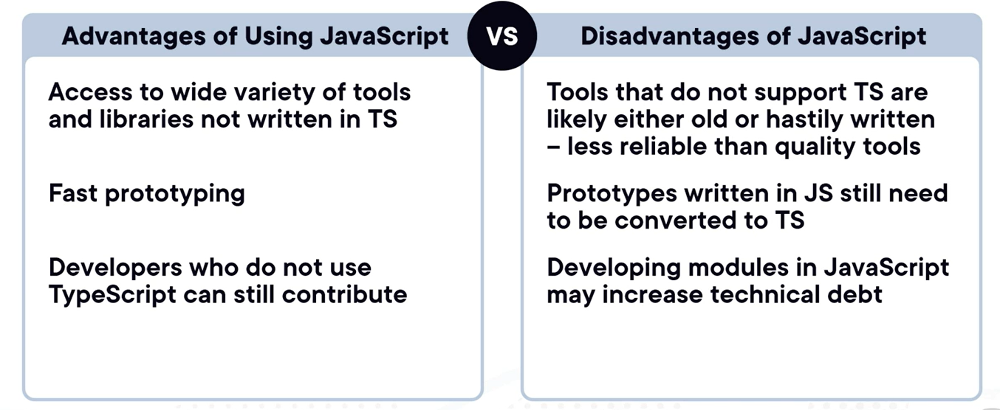 Advantages of Using JavaScript
VS
Disadvantages of JavaScript
Access to wide variety of tools
and libraries not written in TS
Fast prototyping
Developers who do not use
TypeScript can still contribute
Tools that do not support TS are
likely either old or hastily written
– less reliable than quality tools
Prototypes written in JS still need
to be converted to TS
Developing modules in JavaScript
may increase technical debt